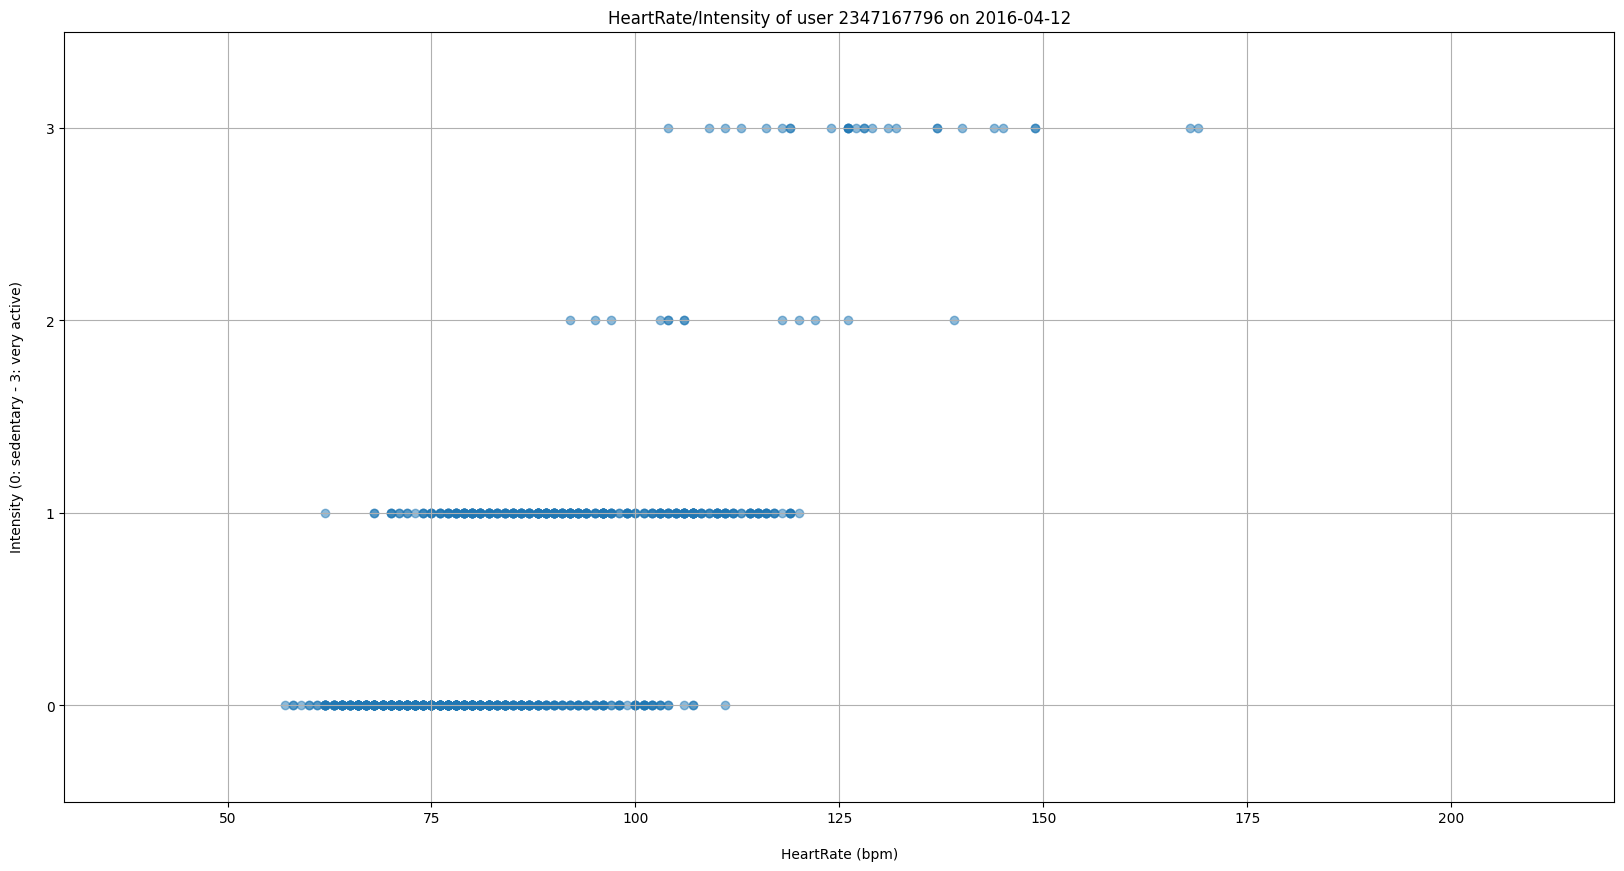 HeartRate/Intensity of user 2347167796 on 2016-04-12
Intensity (0: sedentary - 3: very active)
3
2
1
0
50 75 100 125 150 175 200
HeartRate (bpm)